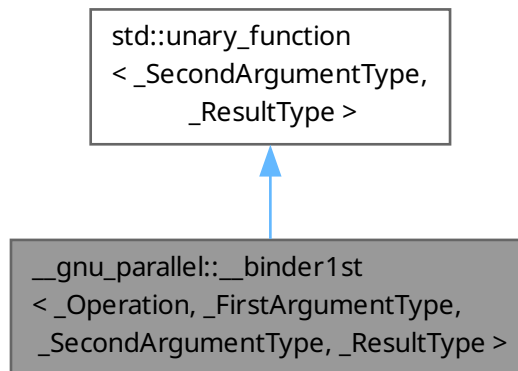 std::unary_function
< _SecondArgumentType,
_ResultType >
__gnu_parallel::__binder1st
< _Operation, _FirstArgumentType,
_SecondArgumentType, _ResultType >